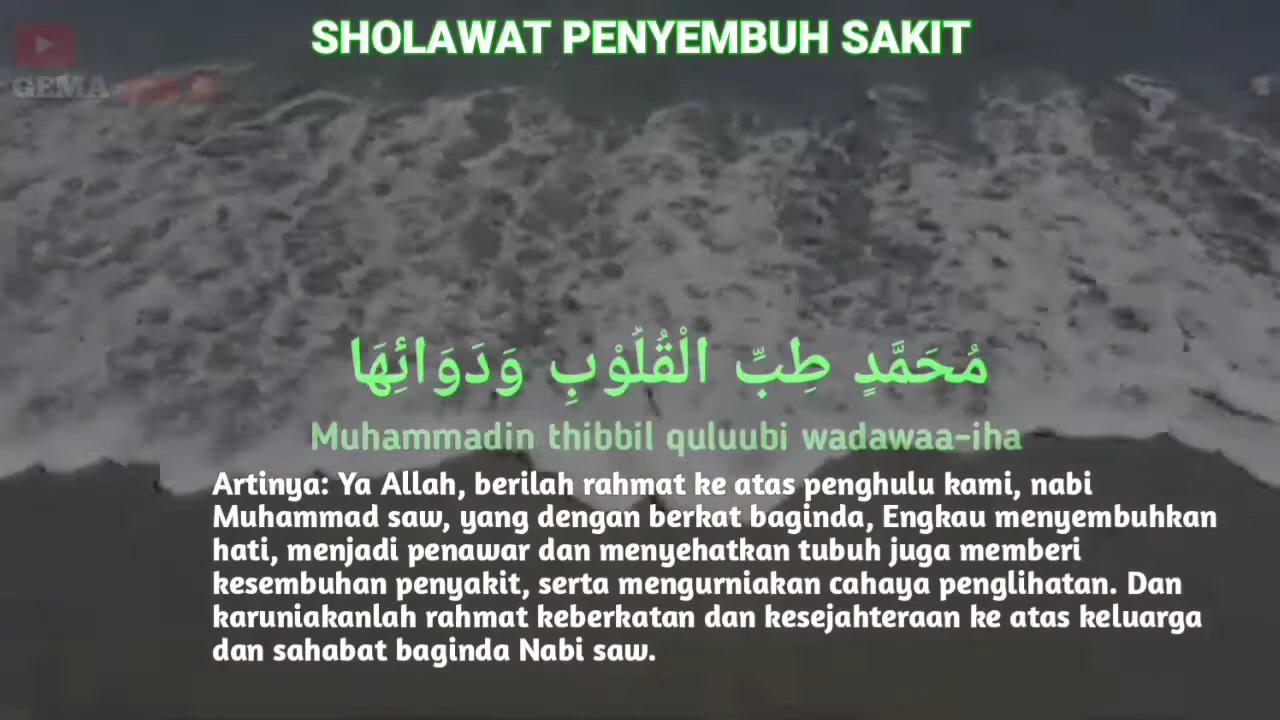 SHOLAWAT PENYEMBUH SAKIT
GEMA
مُحَمَّدٍ طِبِّ الْقُلُوْبِ وَدَوَائِهَا
Muhammadin thibbil quluubi wadawaa-iha
Artinya: Ya Allah, berilah rahmat ke atas penghulu kami, nabi
Muhammad saw, yang dengan berkat baginda, Engkau menyembuhkan
hati, menjadi penawar dan menyehatkan tubuh juga memberi
kesembuhan penyakit, serta mengurniakan cahaya penglihatan. Dan
karuniakanlah rahmat keberkatan dan kesejahteraan ke atas keluarga
dan sahabat baginda Nabi saw.